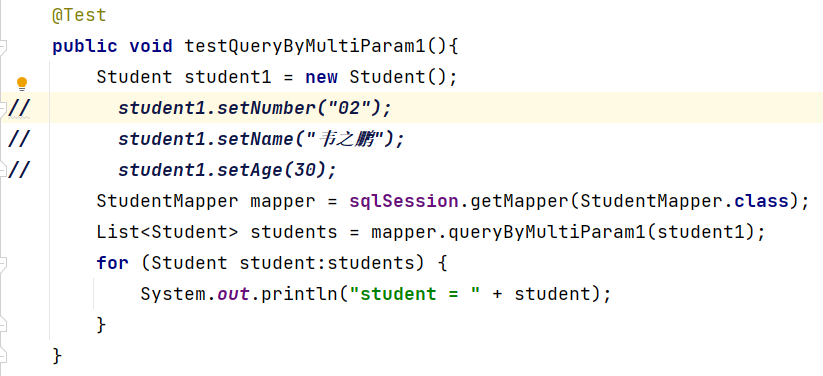 @Test
public void testQueryByMultiParam1(){
Student student1 = new Student();
// student1.setNumber("02");
// student1.setName("韦之鹏");
// student1.setAge(30);
StudentMapper mapper = sqlSession.getMapper(StudentMapper.class);
List<Student> students = mapper.queryByMultiParam1(student1);
for (Student student:students) {
System.out.println("student = " + student);
}
}